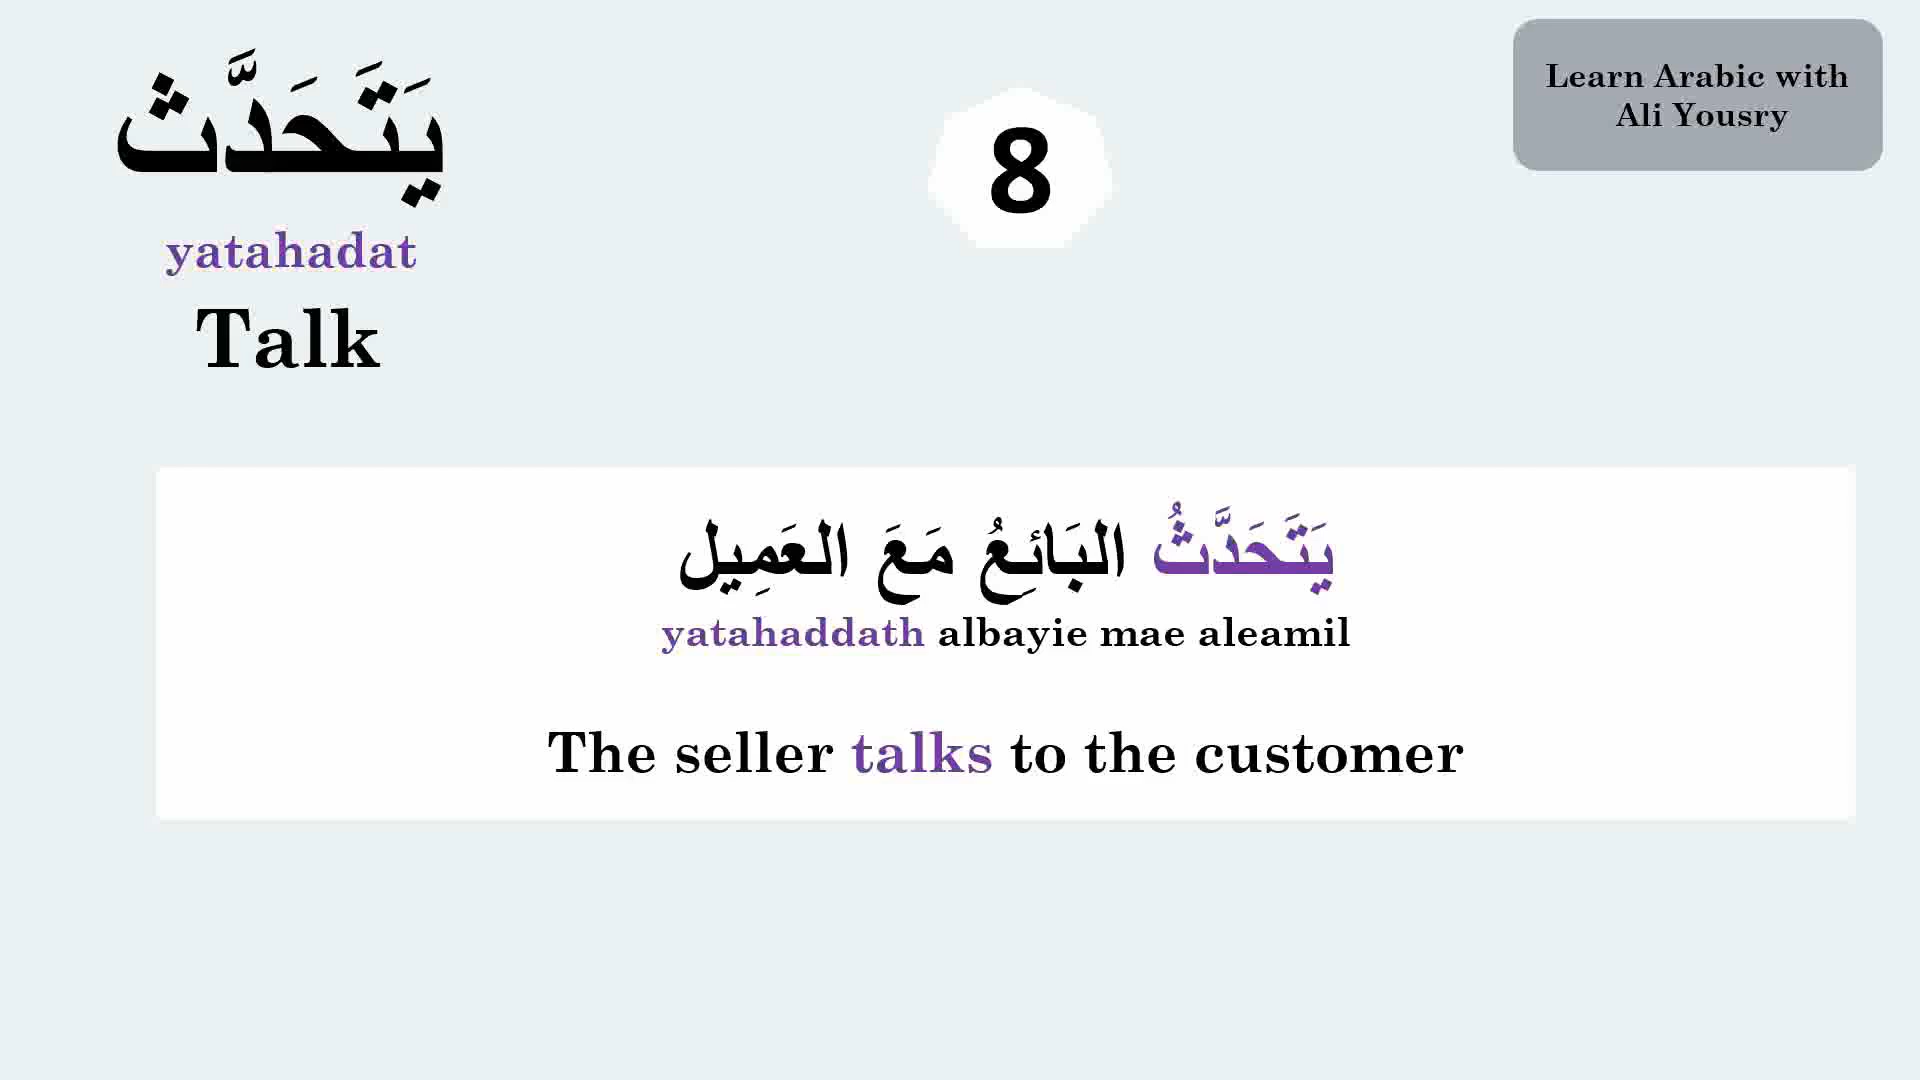 يَتَحَدَّث
yatahadat
Talk
8
Learn Arabic with
Ali Yousry
يَتَحَدَّثُ البَائِعُ مَعَ العَمِيل
yatahaddath albayie mae aleamil
The seller talks to the customer